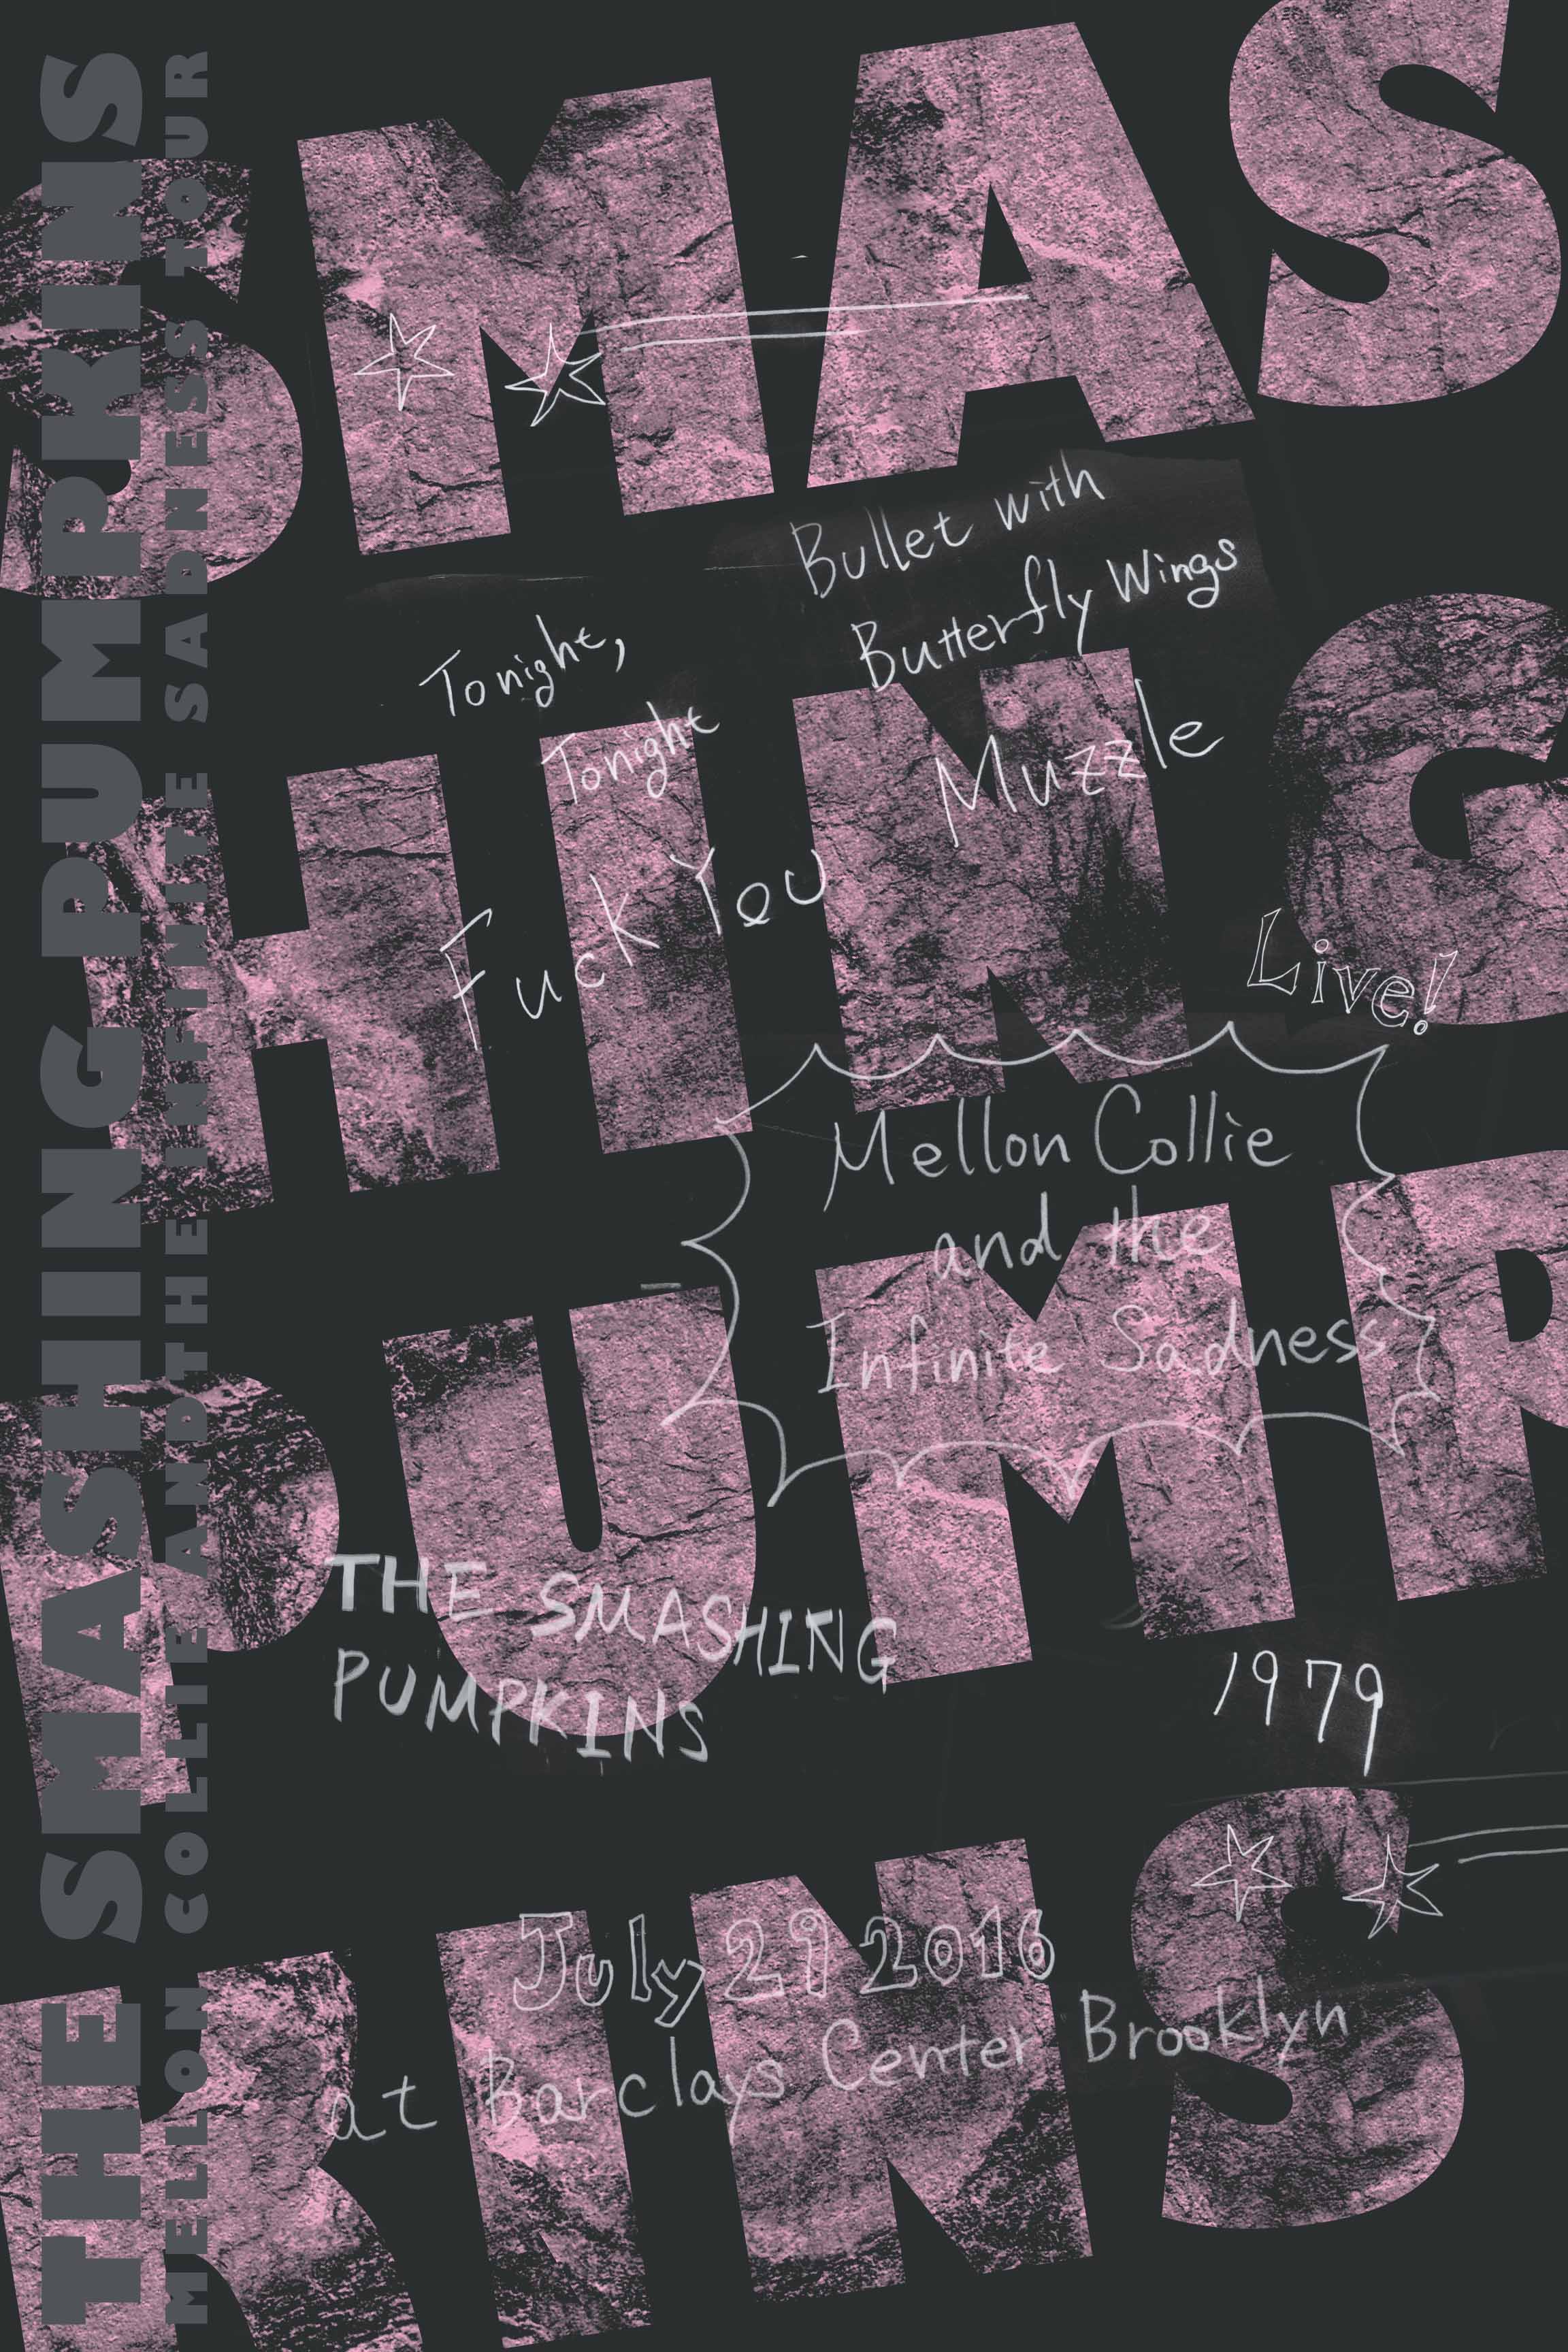 THE SMASHING PUMPKINS
MELLON COLLIE AND THE INFINITE SADNESS TOUR
SMAS
HING
PUMP
KINS
Bullet with
Butterfly Wings
Tonight,
Tonight
Muzzle
Fuck You
Live!
Mellon Collie
and the
Infinite Sadness
THE SMASHING
PUMPKINS
1979
July 29 2016
at Barclays Center Brooklyn